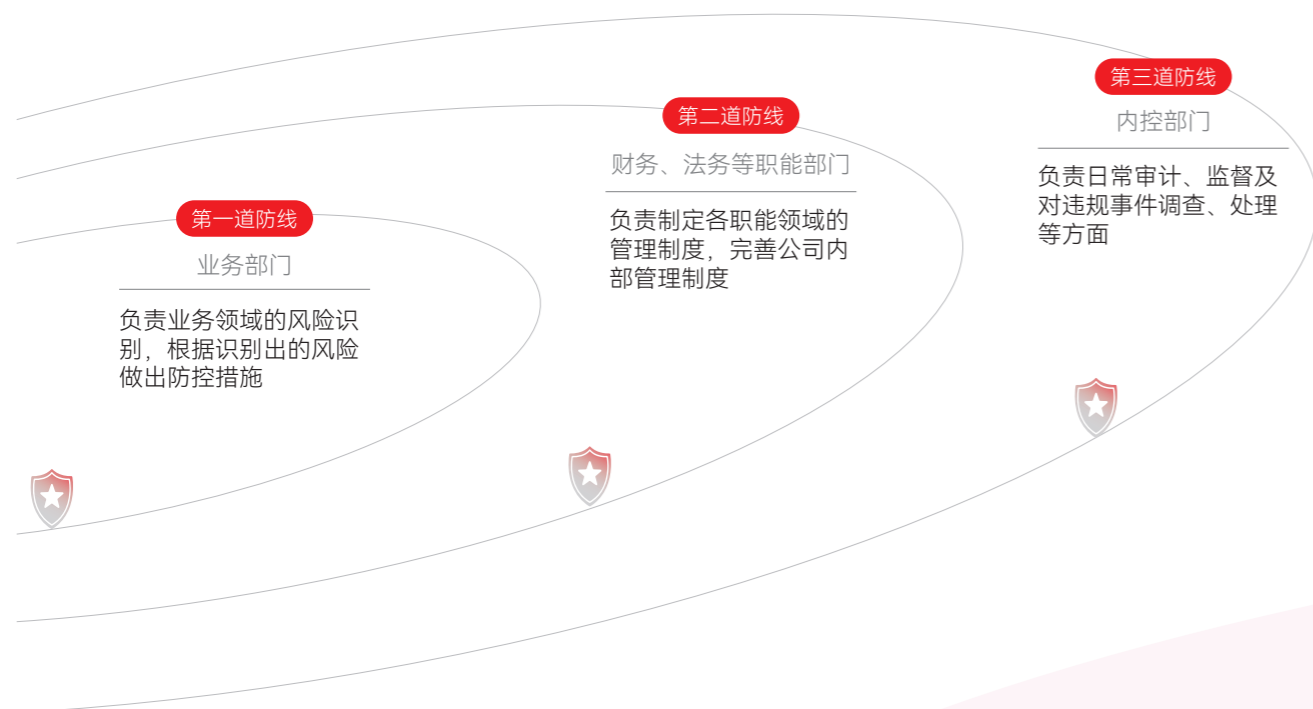 第一道防线
业务部门
负责业务领域的风险识
别，根据识别出的风险
做出防控措施
第二道防线
财务、法务等职能部门
负责制定各职能领域的
管理制度，完善公司内
部管理制度
第三道防线
内控部门
负责日常审计、监督及
对违规事件调查、处理
等方面